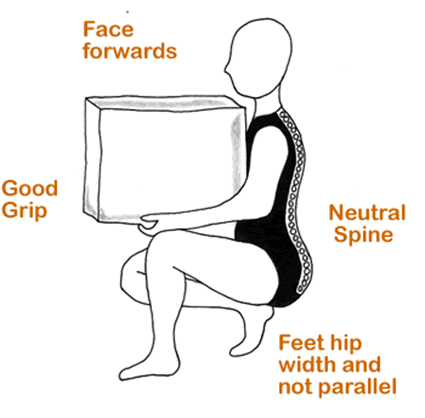 Face
forwards
Good
Grip
Neutral
Spine
Feet hip
width and
not parallel